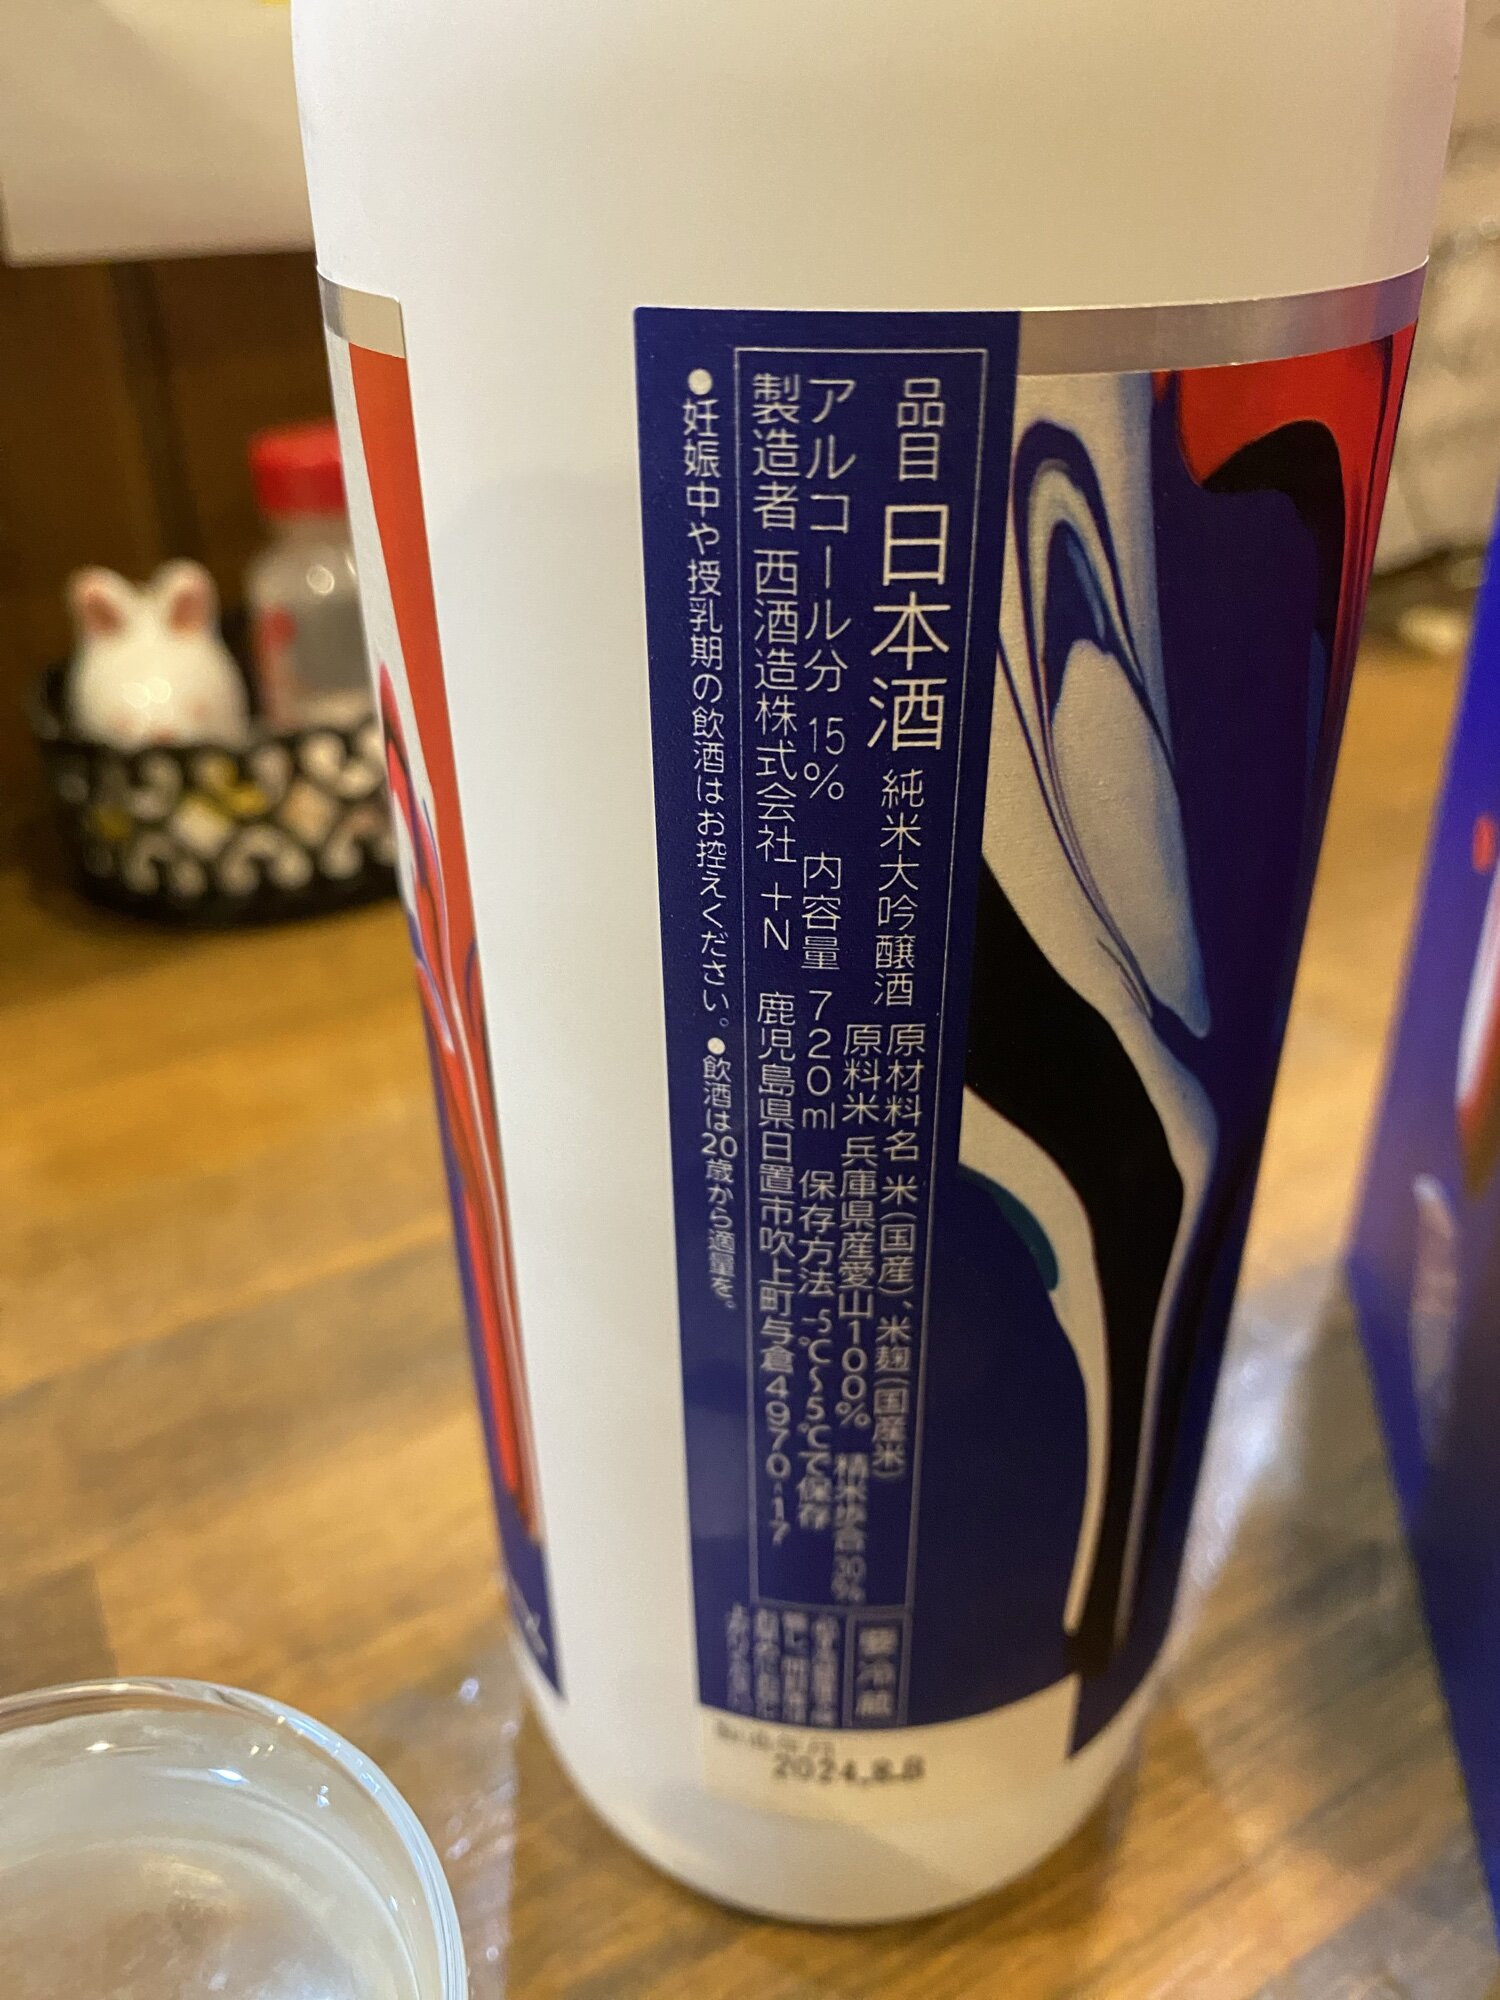 品目 日本酒 純米大吟醸酒
原材料名 米(国産)、米麹(国産米)
原料米 兵庫県産愛山100% 精米歩合 30%
アルコール分 15% 内容量 720ml 保存方法 -5℃〜5℃で保存
製造者 西酒造株式会社 +N 鹿児島県日置市吹上町与倉4970-17
●妊娠中や授乳期の飲酒はお控えください。●飲酒は20歳から適量を。
要冷蔵
製造年月
2024.8.8